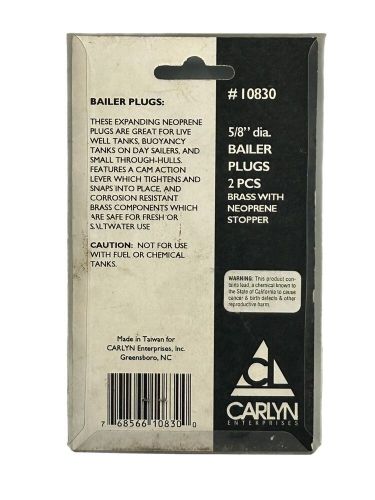 BAILER PLUGS:
THESE EXPANDING NEOPRENE
PLUGS ARE GREAT FOR LIVE
WELL TANKS, BUOYANCY
TANKS ON DAY SAILERS, AND
SMALL THROUGH-HULLS.
FEATURES A CAM ACTION
LEVER WHICH TIGHTENS AND
SNAPS INTO PLACE, AND
CORROSION RESISTANT
BRASS COMPONENTS WHICH
ARE SAFE FOR FRESH OR
SALTWATER USE
CAUTION: NOT FOR USE
WITH FUEL OR CHEMICAL
TANKS.
Made in Taiwan for
CARLYN Enterprises, Inc.
Greensboro, NC
7 68566 10830 0
#10830
5/8" dia.
BAILER
PLUGS
2 PCS
BRASS WITH
NEOPRENE
STOPPER
WARNING: This product con-
tains lead, a chemical known to
the State of California to cause
cancer & birth defects & other
reproductive harm.
CARLYN
ENTERPRISES